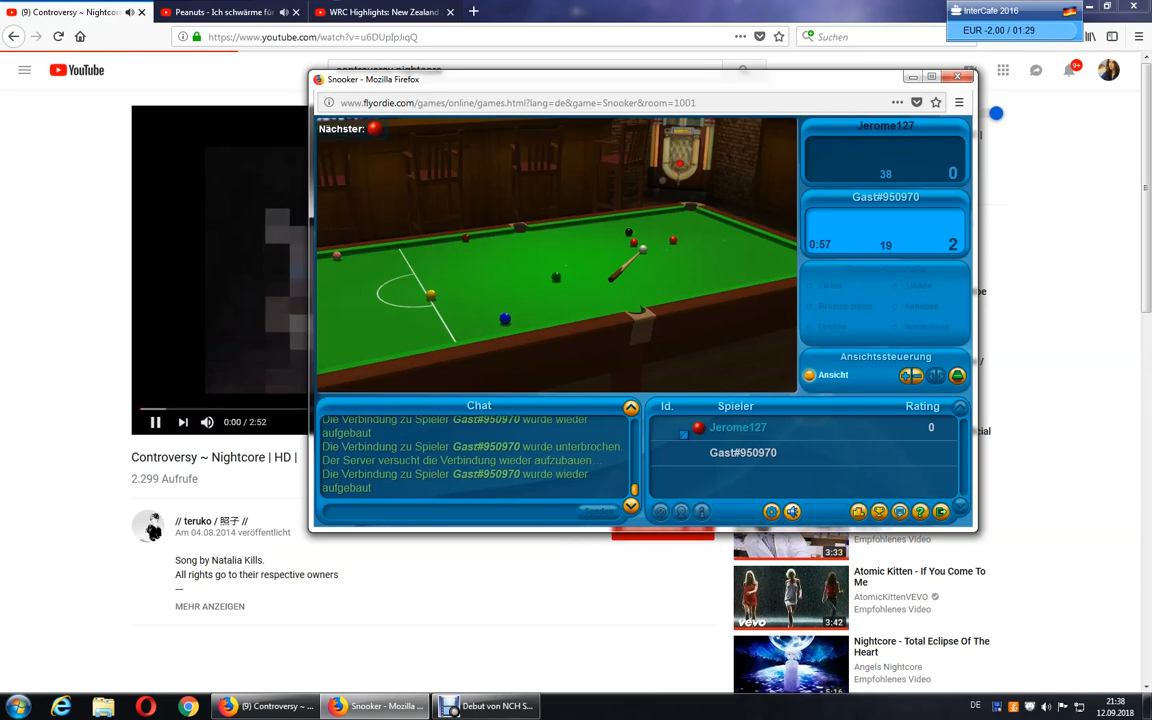 (2) Controversy ~ Nightcore
Peanuts - Ich schwärme für
WRC Highlights: New Zealand
InterCafe 2016
EUR -2,00 / 01:29
https://www.youtube.com/watch?v=u6DUpIpJiqQ
Suchen
YouTube
9+
Snooker - Mozilla Firefox
www.flyordie.com/games/online/games.html?lang=de&game=Snooker&room=1001
Nächster:
Jerome127
38 0
Gast#950970
0:57 19 2
Ansichtssteuerung
Ansicht
Chat
Die Verbindung zu Spieler Gast#950970 wurde wieder
aufgebaut
Die Verbindung zu Spieler Gast#950970 wurde unterbrochen.
Der Server versucht die Verbindung wieder aufzubauen...
Die Verbindung zu Spieler Gast#950970 wurde wieder
aufgebaut
Id. Spieler Rating
Jerome127 0
Gast#950970
0:00 / 2:52
Controversy ~ Nightcore | HD |
2.299 Aufrufe
// teruko / 照子 //
Am 04.08.2014 veröffentlicht
Song by Natalia Kills.
All rights go to their respective owners
---
MEHR ANZEIGEN
Empfohlenes Video
3:33
Atomic Kitten - If You Come To
Me
AtomicKittenVEVO
Empfohlenes Video
vevo
3:42
Nightcore - Total Eclipse Of The
Heart
Angels Nightcore
Empfohlenes Video
5:16
(9) Controversy ~ ...
Snooker - Mozilla ...
Debut von NCH S...
DE
21:38
12.09.2018